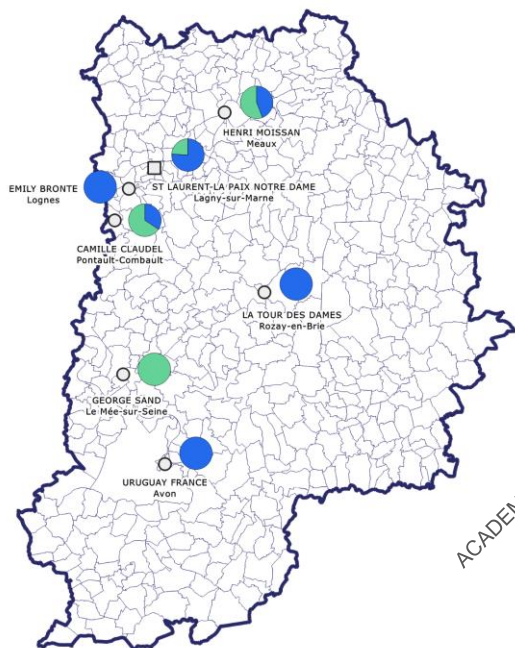 HENRI MOISSAN
Meaux
EMILY BRONTE
Lognes
ST LAURENT-LA PAIX NOTRE DAME
Lagny-sur-Marne
CAMILLE CLAUDEL
Pontault-Combault
LA TOUR DES DAMES
Rozay-en-Brie
GEORGE SAND
Le Mée-sur-Seine
URUGUAY FRANCE
Avon